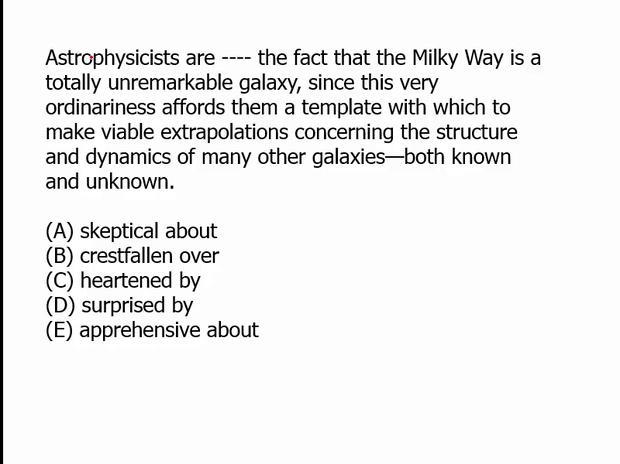 Astrophysicists are ---- the fact that the Milky Way is a
totally unremarkable galaxy, since this very
ordinariness affords them a template with which to
make viable extrapolations concerning the structure
and dynamics of many other galaxies—both known
and unknown.
(A) skeptical about
(B) crestfallen over
(C) heartened by
(D) surprised by
(E) apprehensive about